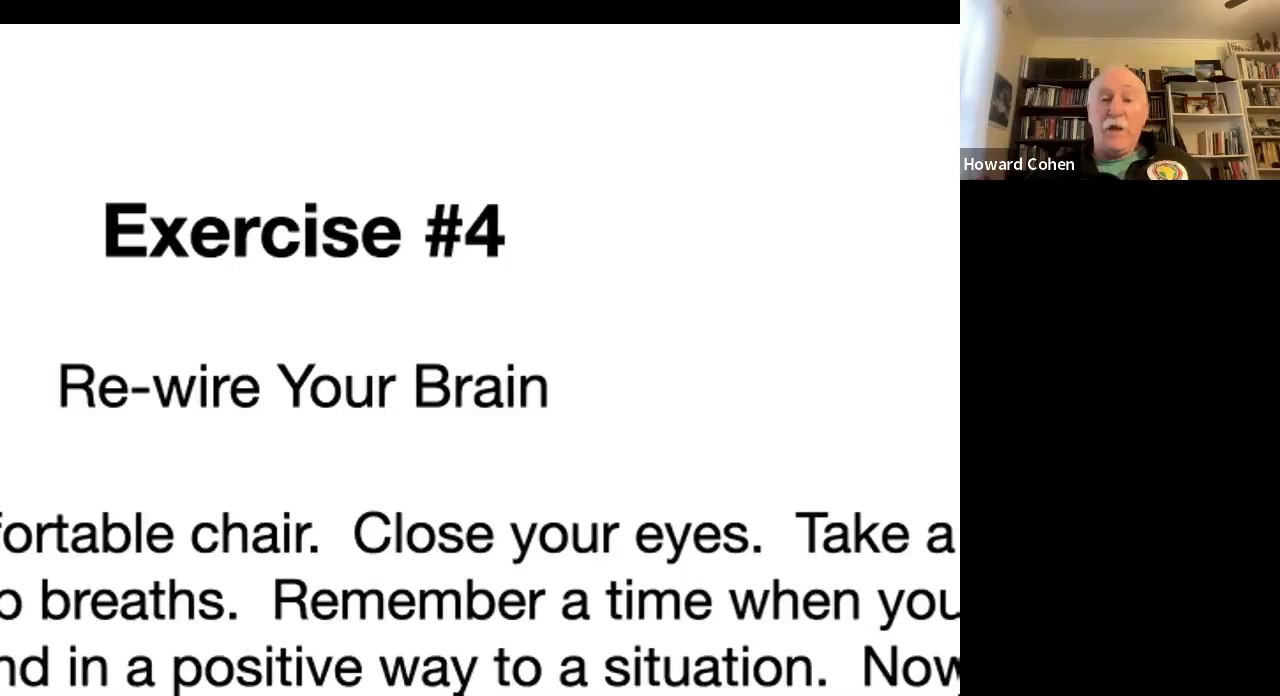 Exercise #4
Re-wire Your Brain
fortable chair. Close your eyes. Take a
breaths. Remember a time when you
in a positive way to a situation. Now
Howard Cohen